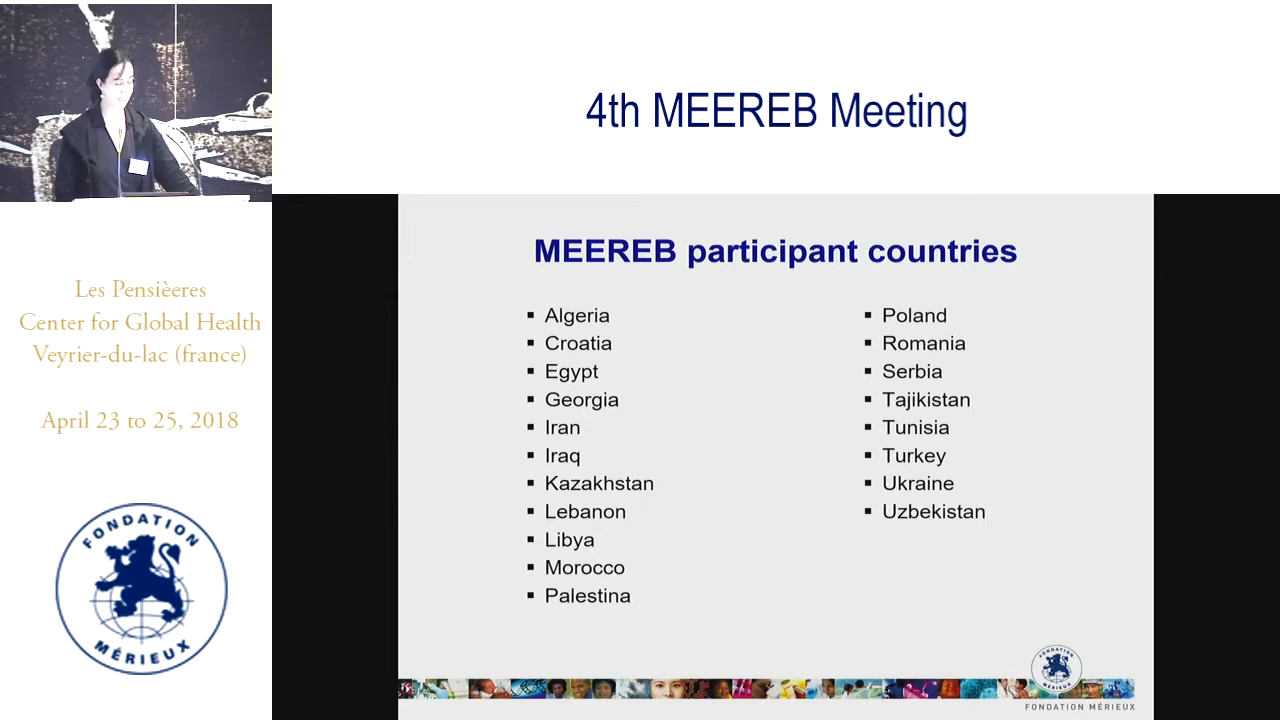 4th MEEREB Meeting
Les Pensièeres
Center for Global Health
Veyrier-du-lac (france)
April 23 to 25, 2018
FONDATION
MÉRIEUX
MEEREB participant countries
▪ Algeria
▪ Croatia
▪ Egypt
▪ Georgia
▪ Iran
▪ Iraq
▪ Kazakhstan
▪ Lebanon
▪ Libya
▪ Morocco
▪ Palestina
▪ Poland
▪ Romania
▪ Serbia
▪ Tajikistan
▪ Tunisia
▪ Turkey
▪ Ukraine
▪ Uzbekistan
FONDATION
MÉRIEUX
FONDATION MÉRIEUX